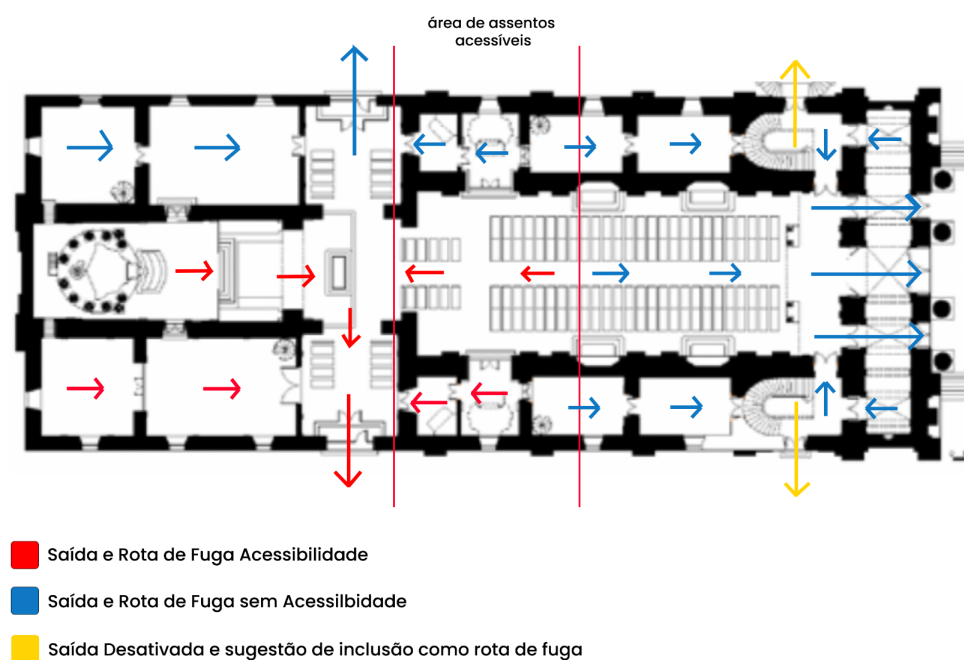 área de assentos
acessíveis
Saída e Rota de Fuga Acessibilidade
Saída e Rota de Fuga sem Acessilbidade
Saída Desativada e sugestão de inclusão como rota de fuga